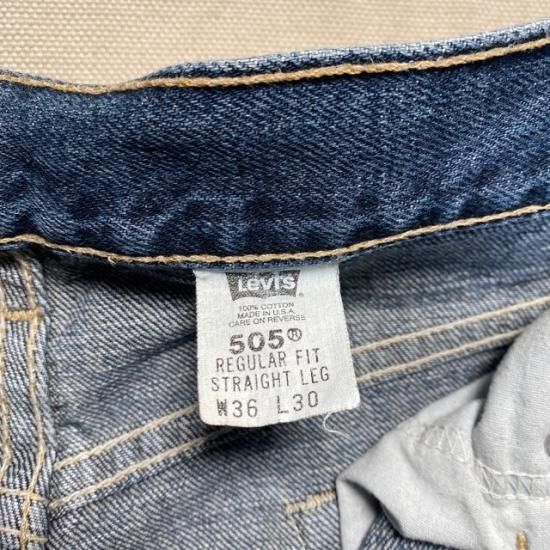 Levi's
100% COTTON
MADE IN U.S.A.
CARE ON REVERSE
505®
REGULAR FIT
STRAIGHT LEG
W36 L30